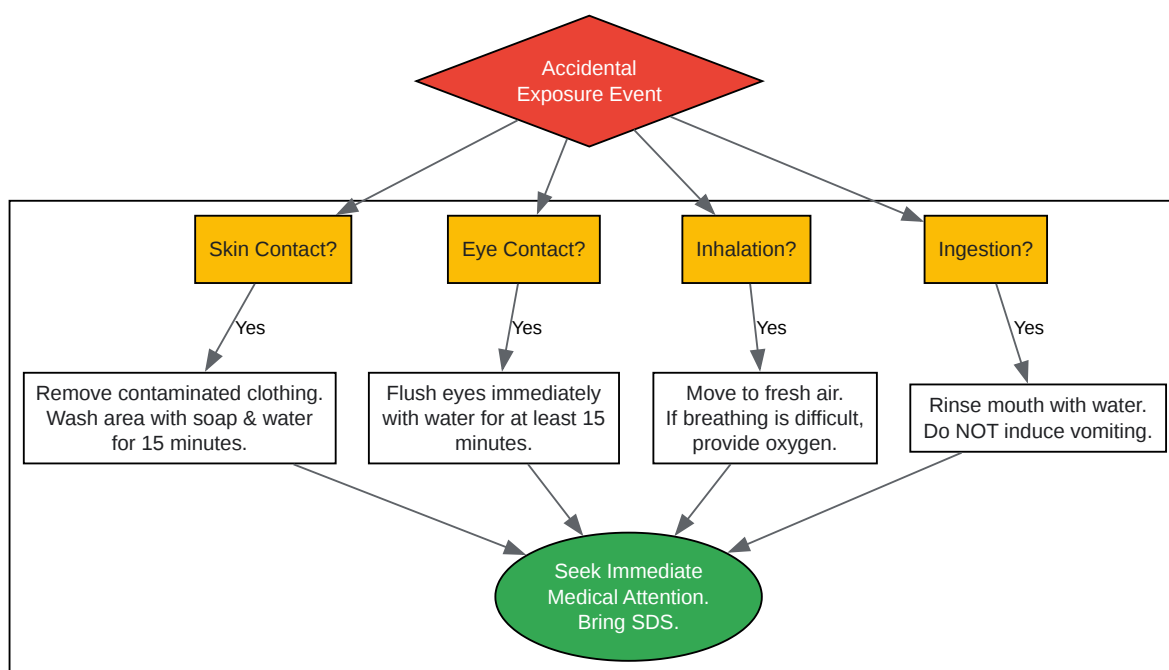 Accidental
Exposure Event
Skin Contact?
Eye Contact?
Inhalation?
Ingestion?
Yes
Yes
Yes
Yes
Remove contaminated clothing.
Wash area with soap & water
for 15 minutes.
Flush eyes immediately
with water for at least 15
minutes.
Move to fresh air.
If breathing is difficult,
provide oxygen.
Rinse mouth with water.
Do NOT induce vomiting.
Seek Immediate
Medical Attention.
Bring SDS.